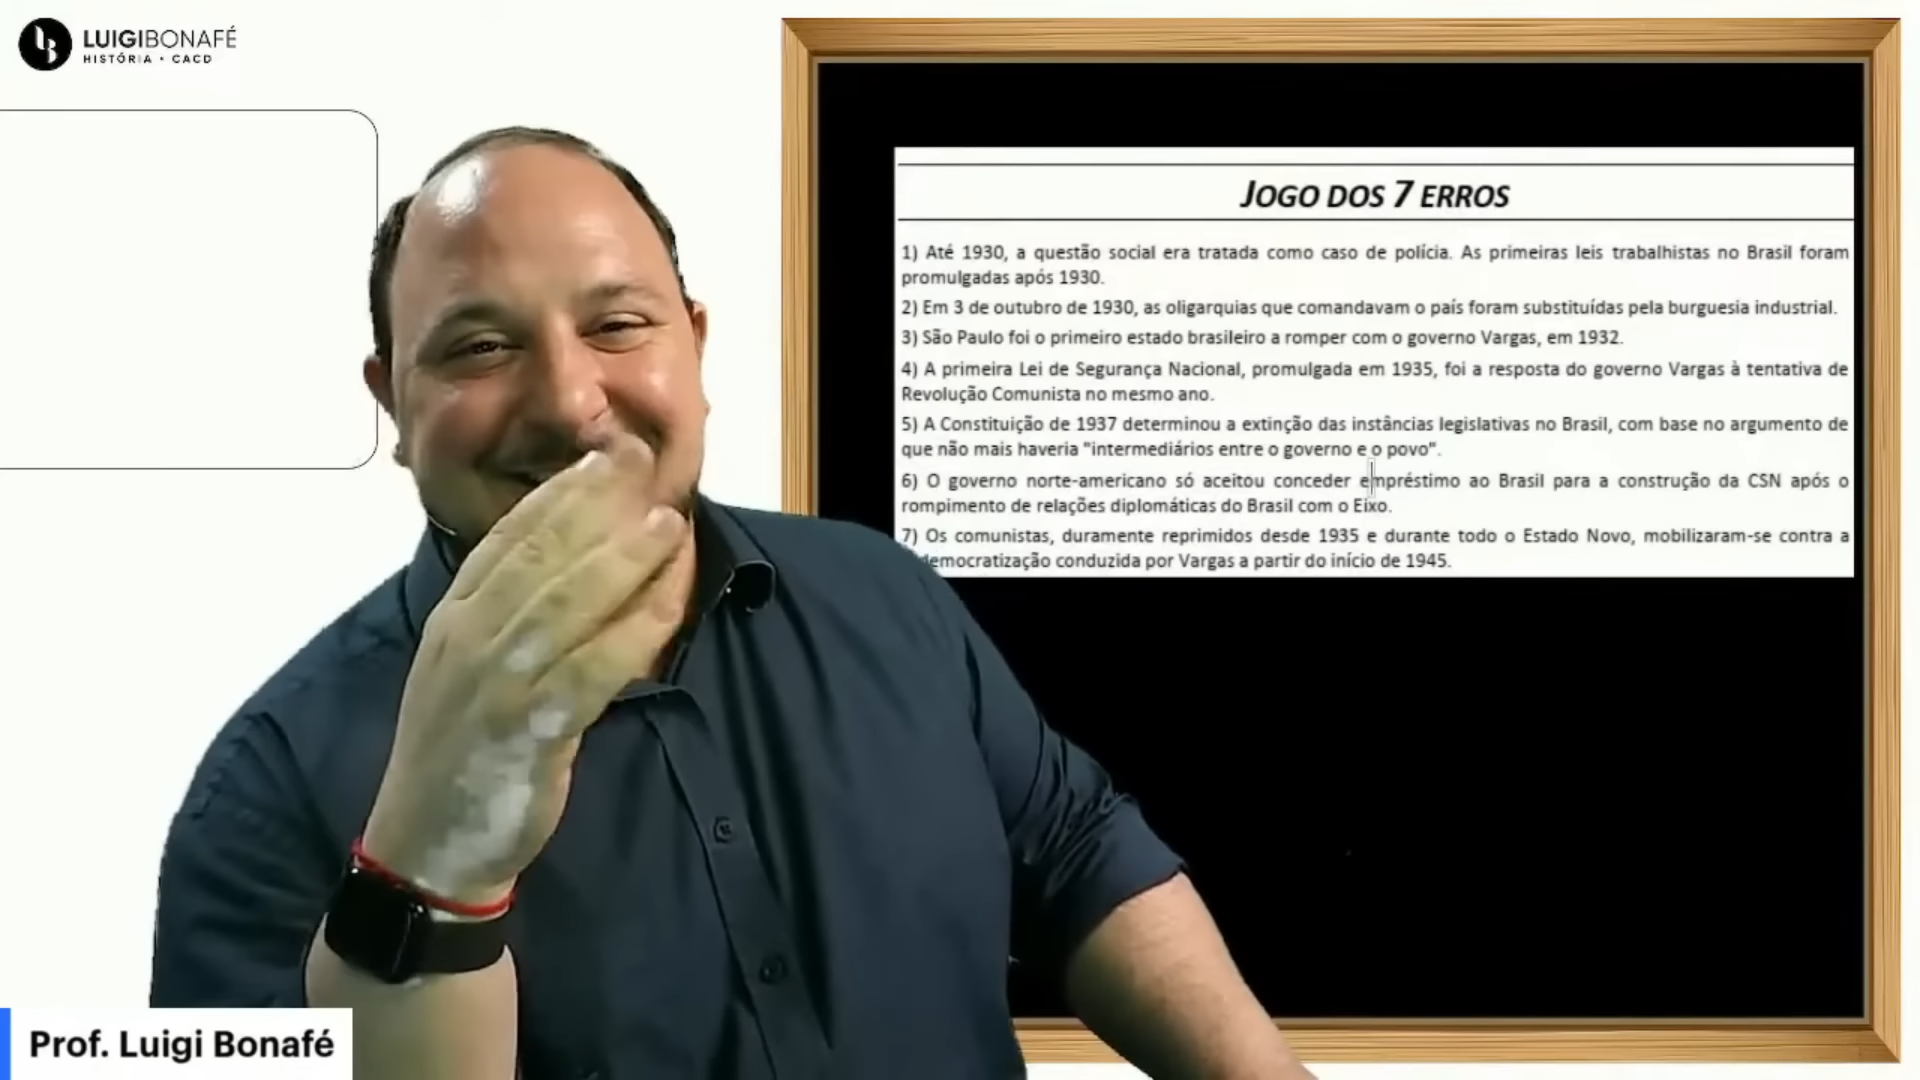 LUIGIBONAFÉ
HISTÓRIA • CACD
JOGO DOS 7 ERROS
1) Até 1930, a questão social era tratada como caso de polícia. As primeiras leis trabalhistas no Brasil foram
promulgadas após 1930.
2) Em 3 de outubro de 1930, as oligarquias que comandavam o país foram substituídas pela burguesia industrial.
3) São Paulo foi o primeiro estado brasileiro a romper com o governo Vargas, em 1932.
4) A primeira Lei de Segurança Nacional, promulgada em 1935, foi a resposta do governo Vargas à tentativa de
Revolução Comunista no mesmo ano.
5) A Constituição de 1937 determinou a extinção das instâncias legislativas no Brasil, com base no argumento de
que não mais haveria "intermediários entre o governo e o povo".
6) O governo norte-americano só aceitou conceder empréstimo ao Brasil para a construção da CSN após o
rompimento de relações diplomáticas do Brasil com o Eixo.
7) Os comunistas, duramente reprimidos desde 1935 e durante todo o Estado Novo, mobilizaram-se contra a
democratização conduzida por Vargas a partir do início de 1945.
Prof. Luigi Bonafé